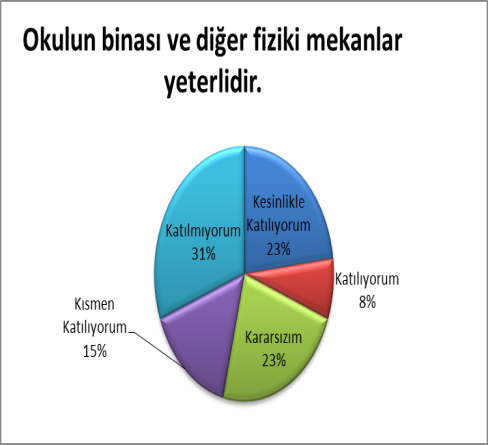 Okulun binası ve diğer fiziki mekanlar
yeterlidir.
Kesinlikle
Katılıyorum
23%
Katılıyorum
8%
Kararsızım
23%
Kısmen
Katılıyorum
15%
Katılmıyorum
31%